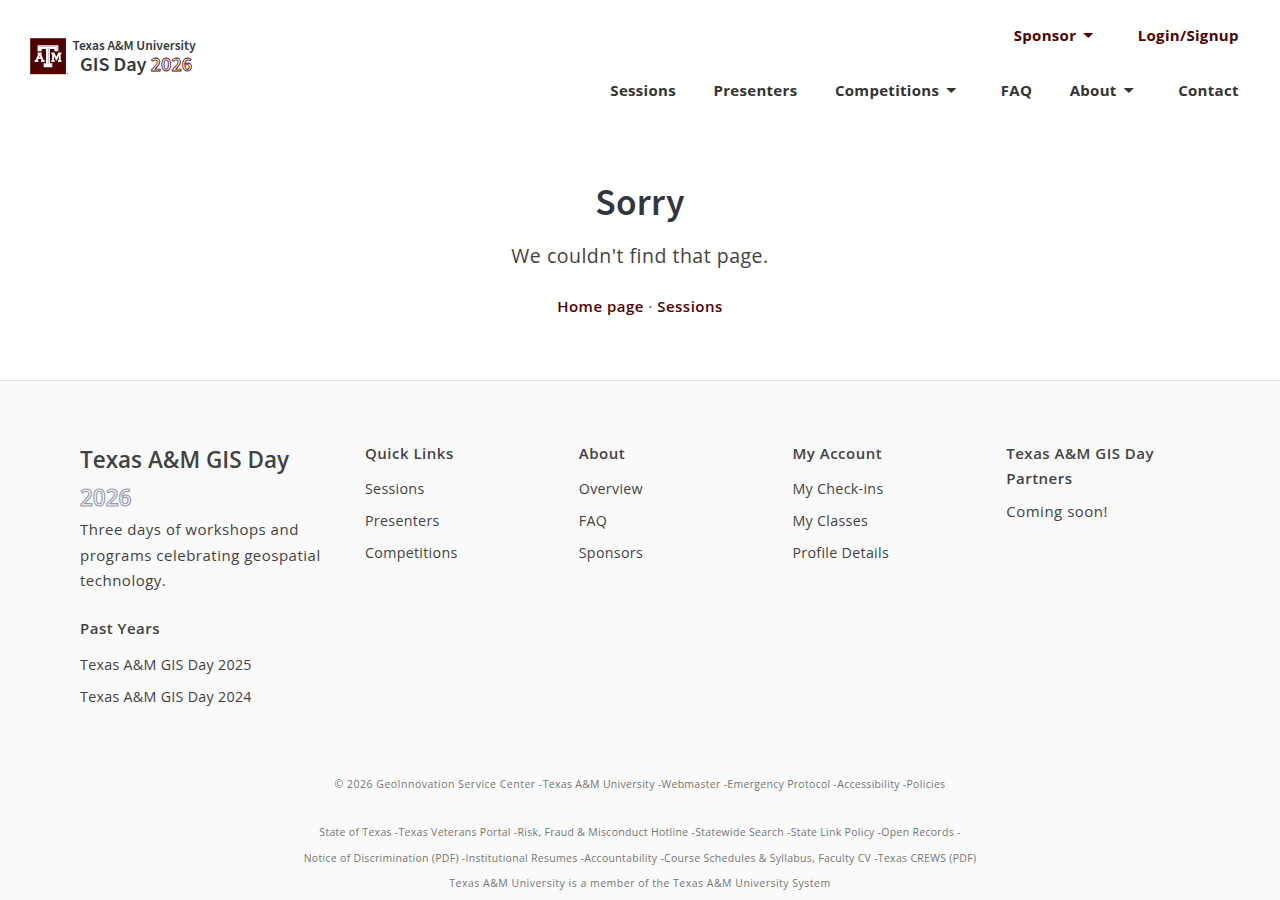 Texas A&M University
GIS Day 2026
Sponsor
Login/Signup
Sessions
Presenters
Competitions
FAQ
About
Contact
Sorry
We couldn't find that page.
Home page · Sessions
Texas A&M GIS Day
2026
Three days of workshops and
programs celebrating geospatial
technology.
Past Years
Texas A&M GIS Day 2025
Texas A&M GIS Day 2024
Quick Links
Sessions
Presenters
Competitions
About
Overview
FAQ
Sponsors
My Account
My Check-ins
My Classes
Profile Details
Texas A&M GIS Day
Partners
Coming soon!
© 2026 GeoInnovation Service Center -Texas A&M University -Webmaster -Emergency Protocol -Accessibility -Policies
State of Texas -Texas Veterans Portal -Risk, Fraud & Misconduct Hotline -Statewide Search -State Link Policy -Open Records -
Notice of Discrimination (PDF) -Institutional Resumes -Accountability -Course Schedules & Syllabus, Faculty CV -Texas CREWS (PDF)
Texas A&M University is a member of the Texas A&M University System